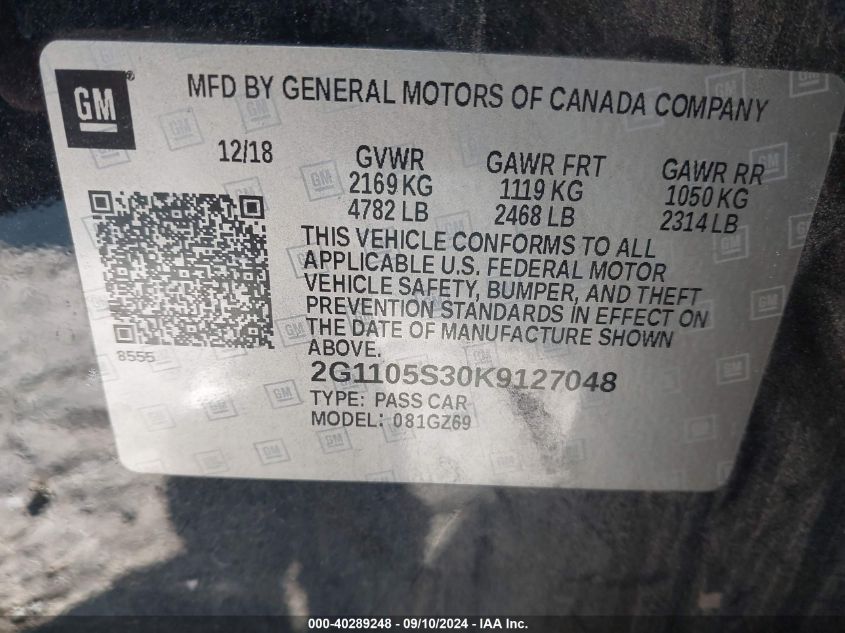 GM®
MFD BY GENERAL MOTORS OF CANADA COMPANY
12/18
GVWR GAWR FRT GAWR RR
2169 KG 1119 KG 1050 KG
4782 LB 2468 LB 2314 LB
THIS VEHICLE CONFORMS TO ALL
APPLICABLE U.S. FEDERAL MOTOR
VEHICLE SAFETY, BUMPER, AND THEFT
PREVENTION STANDARDS IN EFFECT ON
THE DATE OF MANUFACTURE SHOWN
ABOVE.
8555
2G1105S30K9127048
TYPE: PASS CAR
MODEL: 081GZ69
000-40289248 - 09/10/2024 - IAA Inc.